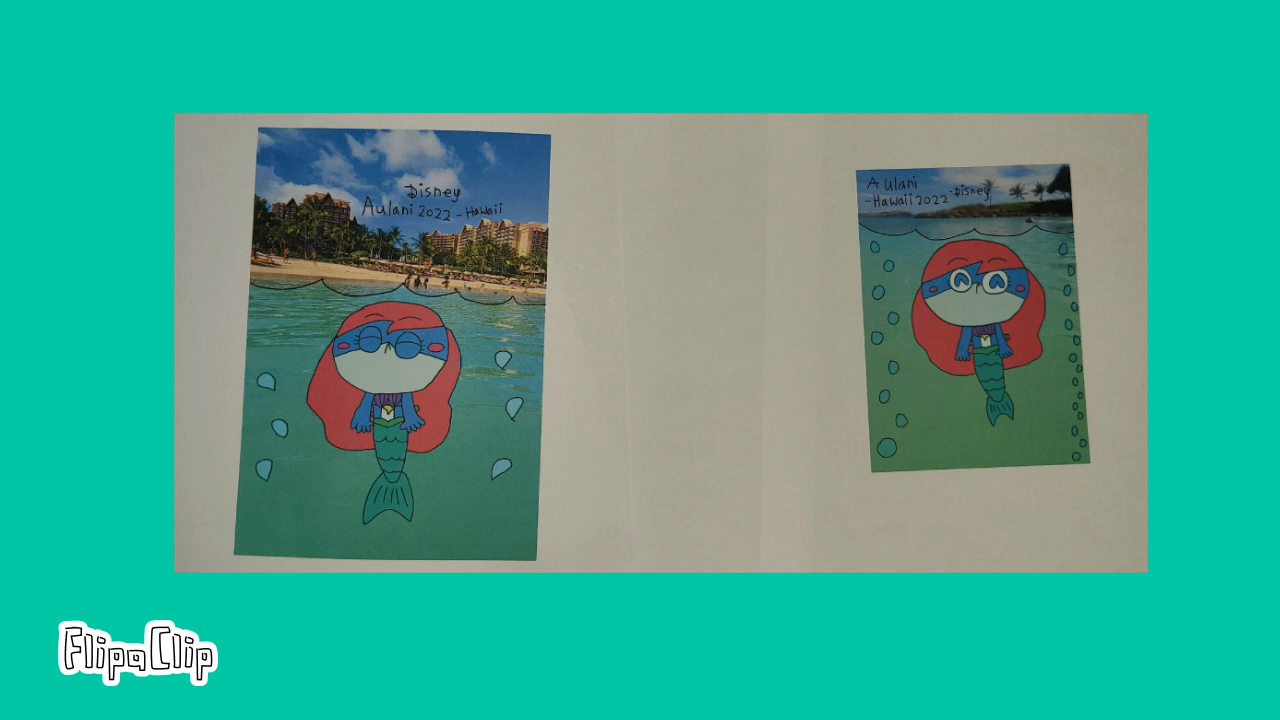 Disney
Aulani 2022 - Hawaii
Aulani
-Hawaii 2022 -Disney
FlipaClip